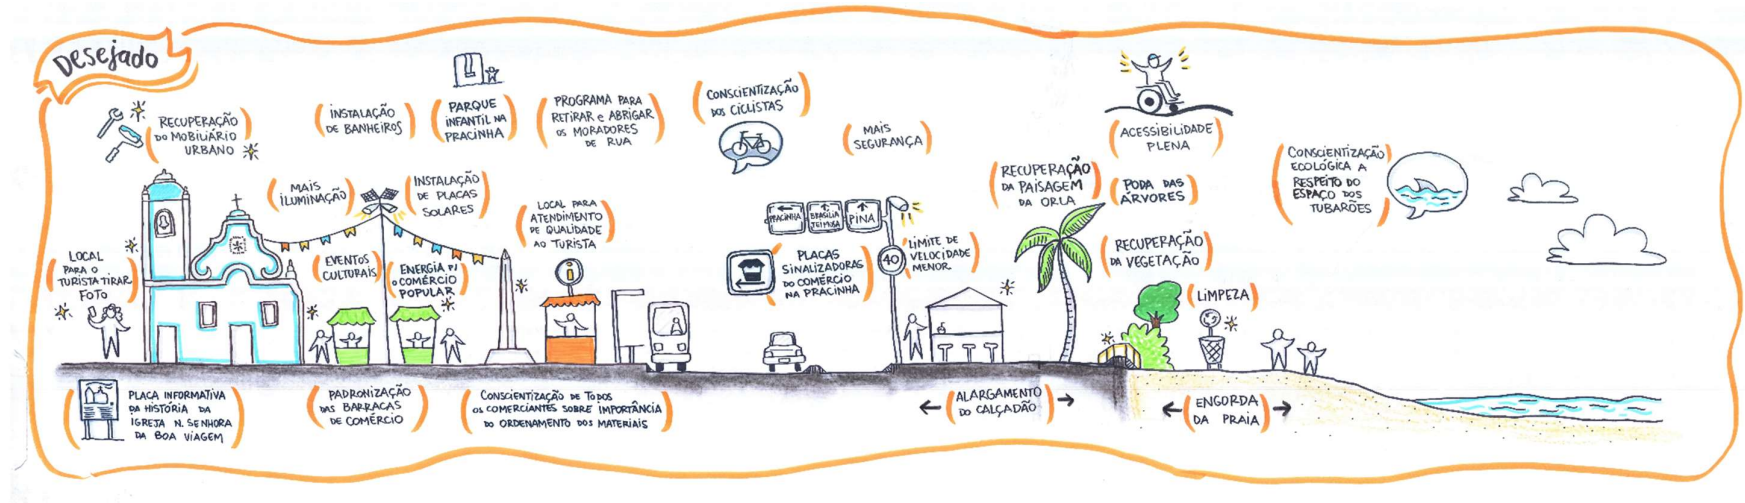 Desejado
RECUPERAÇÃO
DO MOBILIÁRIO
URBANO
INSTALAÇÃO
DE BANHEIROS
PARQUE
INFANTIL NA
PRACINHA
PROGRAMA PARA
RETIRAR e ABRIGAR
OS MORADORES
DE RUA
CONSCIENTIZAÇÃO
DOS CICLISTAS
MAIS
SEGURANÇA
ACESSIBILIDADE
PLENA
CONSCIENTIZAÇÃO
ECOLÓGICA A
RESPEITO DO
ESPAÇO DOS
TUBARÕES
MAIS
ILUMINAÇÃO
INSTALAÇÃO
DE PLACAS
SOLARES
LOCAL PARA
ATENDIMENTO
DE QUALIDADE
AO TURISTA
PRACINHA
BRASÍLIA
TEIMOSA
PINA
RECUPERAÇÃO
DA PAISAGEM
DA ORLA
PODA DAS
ÁRVORES
LOCAL
PARA O
TURISTA TIRAR
FOTO
EVENTOS
CULTURAIS
ENERGIA P/
O COMÉRCIO
POPULAR
i
PLACAS
SINALIZADORAS
DO COMÉRCIO
NA PRACINHA
40
LIMITE DE
VELOCIDADE
MENOR
RECUPERAÇÃO
DA VEGETAÇÃO
LIMPEZA
PLACA INFORMATIVA
DA HISTÓRIA DA
IGREJA N. SENHORA
DA BOA VIAGEM
PADRONIZAÇÃO
DAS BARRACAS
DE COMÉRCIO
CONSCIENTIZAÇÃO DE TODOS
OS COMERCIANTES SOBRE IMPORTÂNCIA
DO ORDENAMENTO DOS MATERIAIS
ALARGAMENTO
DO CALÇADÃO
ENGORDA
DA PRAIA